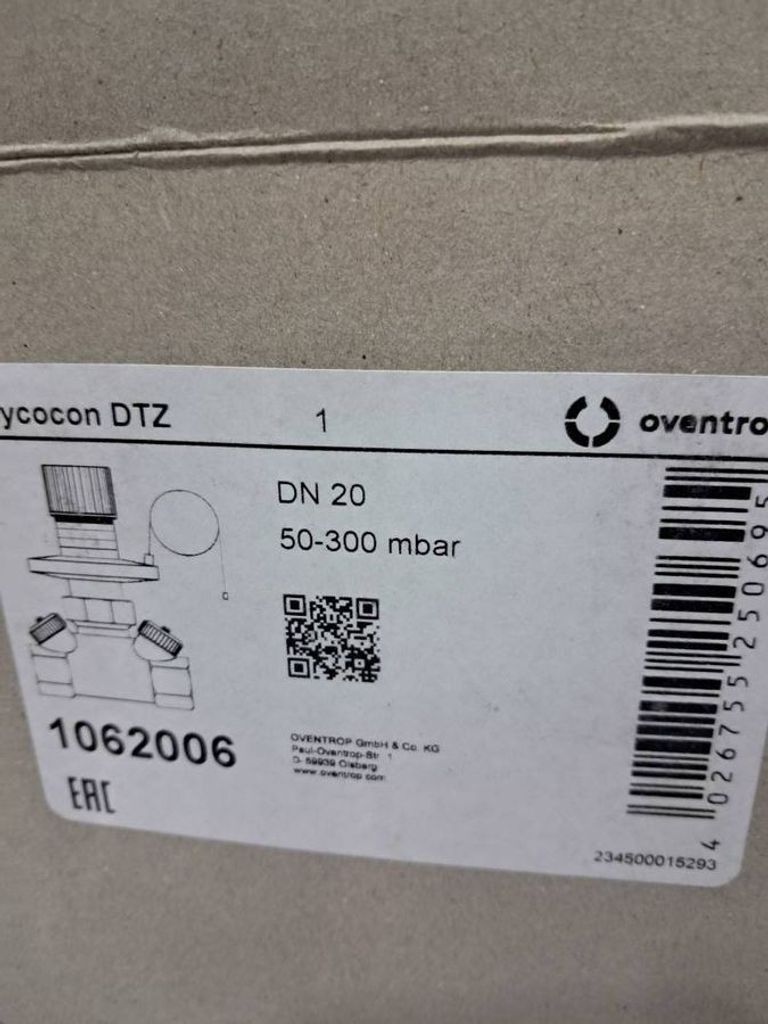 ycocon DTZ
1
oventro
DN 20
50-300 mbar
1062006
EAC
OVENTROP GmbH & Co. KG
Paul-Oventrop-Str. 1
D- 59939 Olsberg
www.oventrop.com
4 026755 250695
234500015293